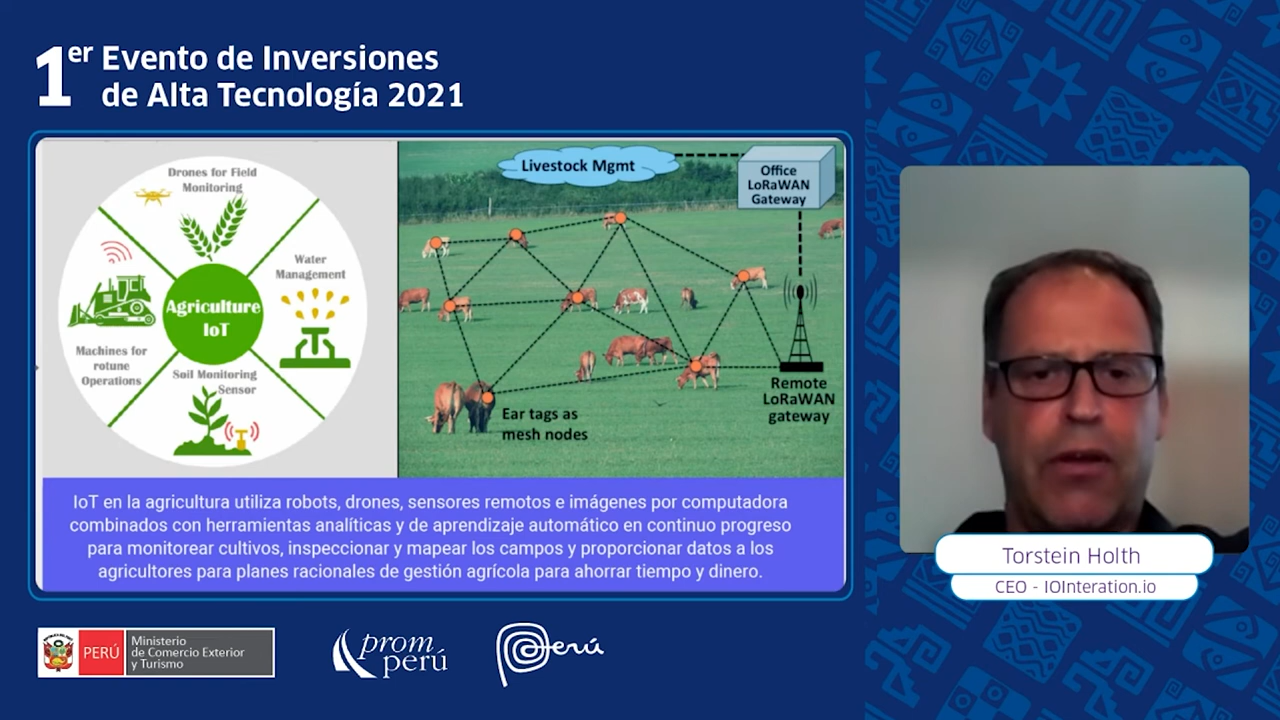 1er Evento de Inversiones
de Alta Tecnología 2021
Drones for Field
Monitoring
Water
Management
Agriculture
IoT
Machines for
rotune
Operations
Soil Monitoring
Sensor
Livestock Mgmt
Office
LoRaWAN
Gateway
Remote
LoRaWAN
gateway
Ear tags as
mesh nodes
IoT en la agricultura utiliza robots, drones, sensores remotos e imágenes por computadora
combinados con herramientas analíticas y de aprendizaje automático en continuo progreso
para monitorear cultivos, inspeccionar y mapear los campos y proporcionar datos a los
agricultores para planes racionales de gestión agrícola para ahorrar tiempo y dinero.
Torstein Holth
CEO - IOInteration.io
PERÚ
Ministerio
de Comercio Exterior
y Turismo
prom
perú
Perú